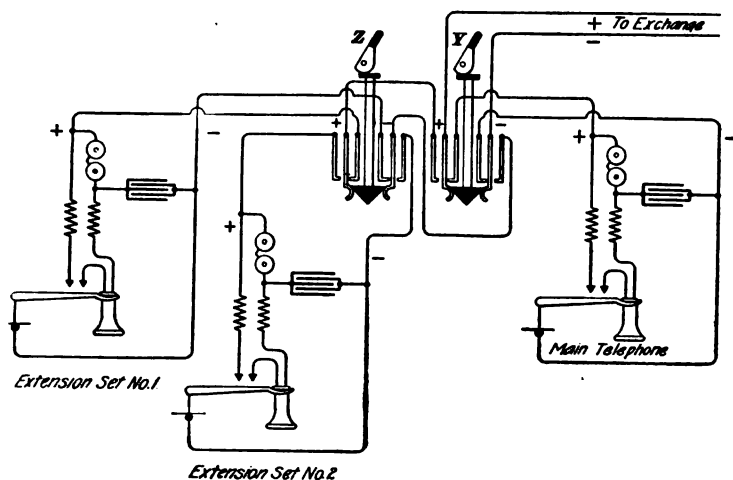 Z
Y
+ To Exchange
−
+
−
+
+
−
+
−
+
−
Main Telephone
Extension Set No.1
Extension Set No.2